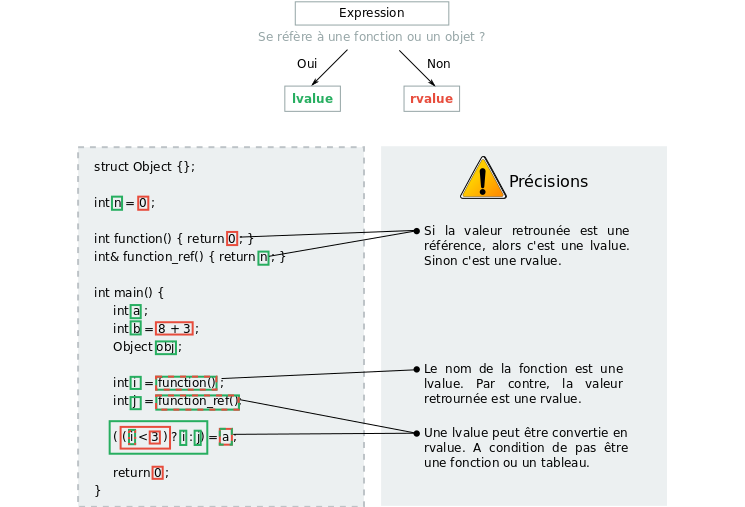 Expression
Se réfère à une fonction ou un objet ?
Oui
Non
lvalue
rvalue
struct Object {};
int n = 0 ;
int function() { return 0 ; }
int& function_ref() { return n ; }
int main() {
int a ;
int b = 8 + 3 ;
Object obj ;
int i = function() ;
int j = function_ref();
( ( i < 3 ) ? i : j) = a ;
return 0 ;
}
Précisions
Si la valeur retrounée est une
référence, alors c'est une lvalue.
Sinon c'est une rvalue.
Le nom de la fonction est une
lvalue. Par contre, la valeur
retrournée est une rvalue.
Une lvalue peut être convertie en
rvalue. A condition de pas être
une fonction ou un tableau.